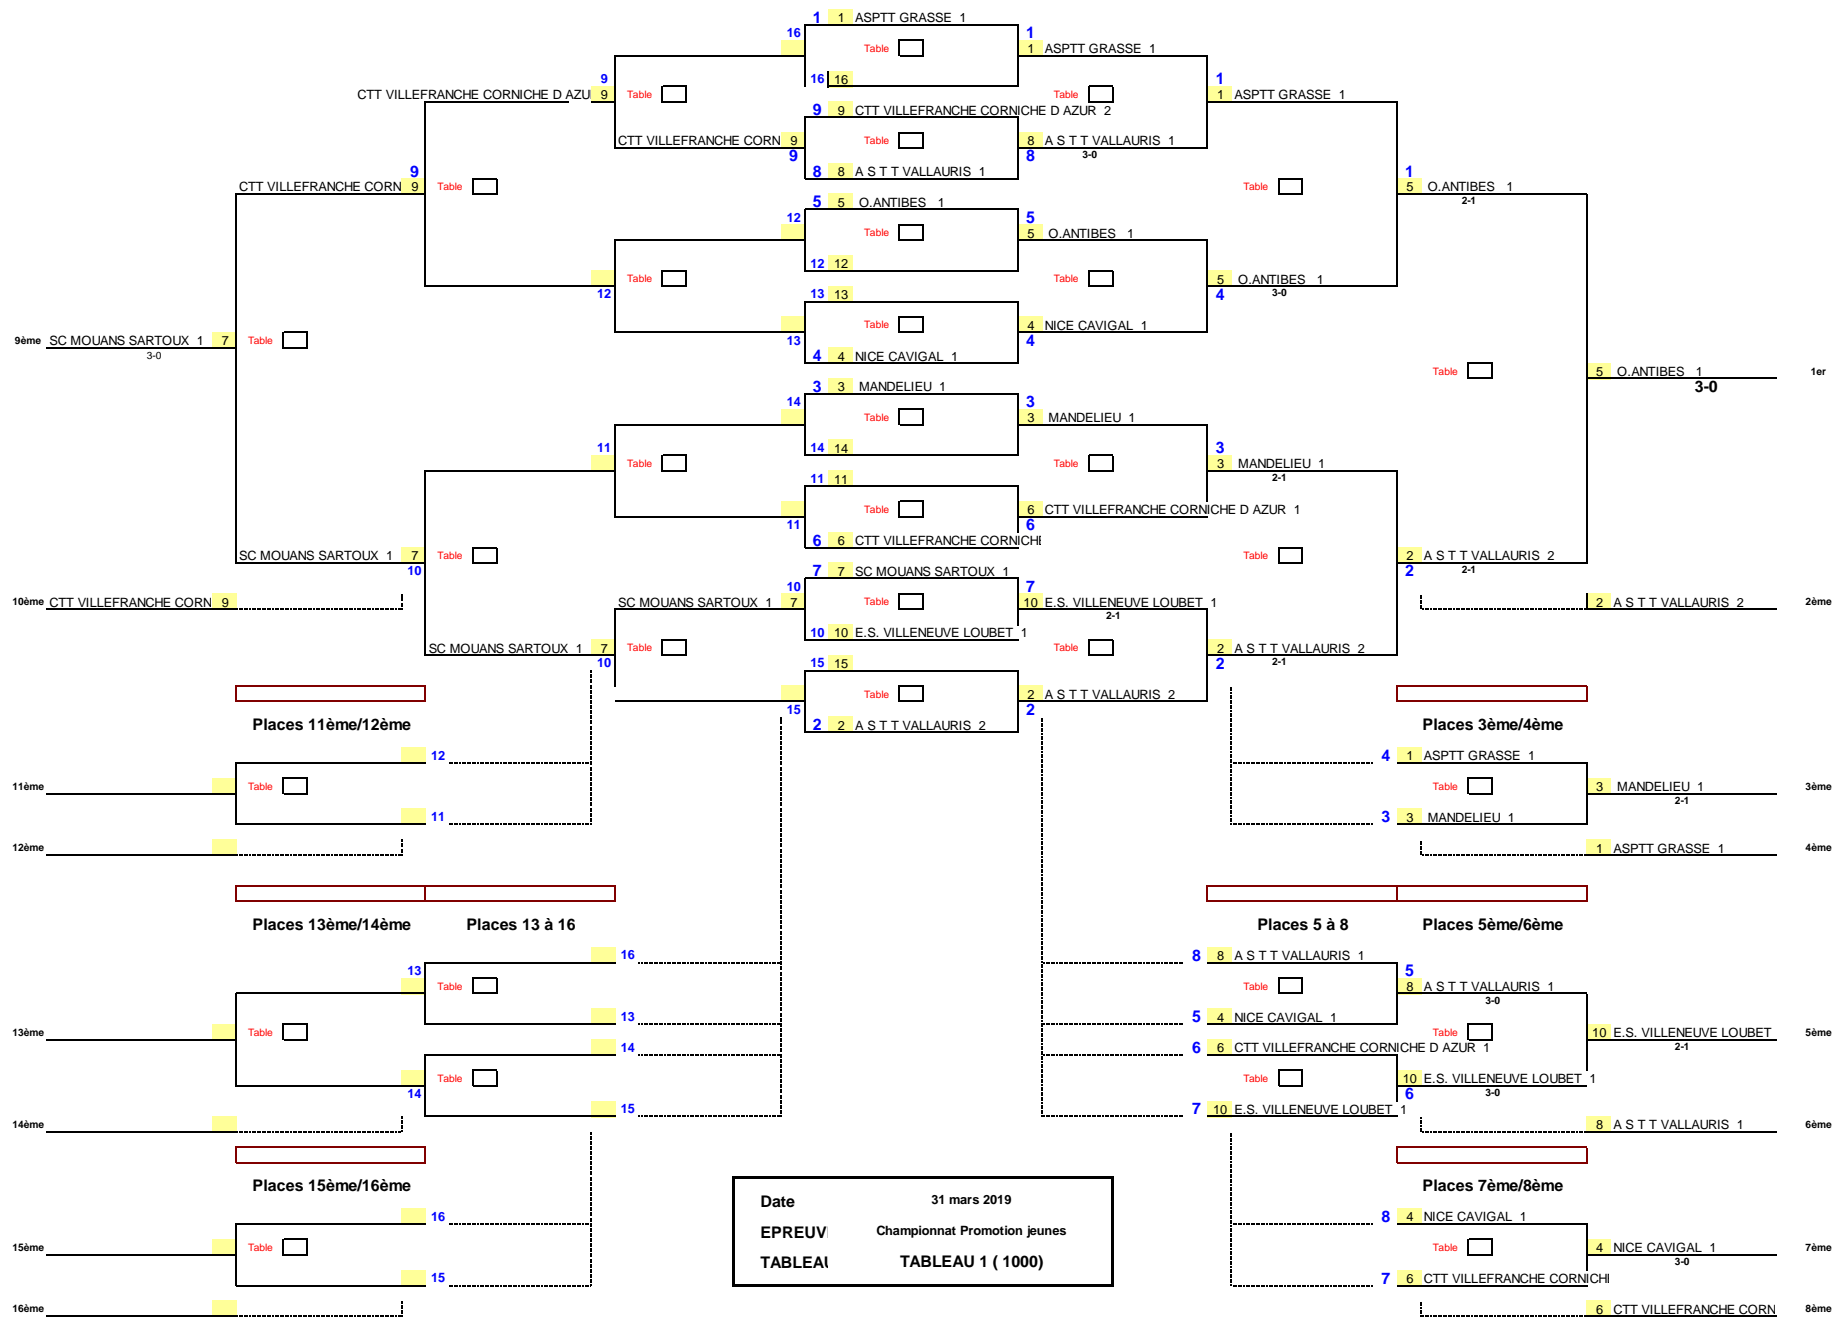 1 1 ASPTT GRASSE 1
16 1
Table 1 ASPTT GRASSE 1
9 16 16 1
CTT VILLEFRANCHE CORNICHE D AZU 9 Table Table 1 ASPTT GRASSE 1
9 9 CTT VILLEFRANCHE CORNICHE D AZUR 2
CTT VILLEFRANCHE CORN 9 Table 8 A S T T VALLAURIS 1
9 8 3-0
9 8 8 A S T T VALLAURIS 1 1
CTT VILLEFRANCHE CORN 9 Table Table 5 O.ANTIBES 1
2-1
5 5 O.ANTIBES 1
12 5
Table 5 O.ANTIBES 1
12 12
Table Table 5 O.ANTIBES 1
12 4 3-0
13 13
Table 4 NICE CAVIGAL 1
13 4
9ème SC MOUANS SARTOUX 1 7 Table
3-0
4 4 NICE CAVIGAL 1
Table 5 O.ANTIBES 1 1er
3-0
3 3 MANDELIEU 1
14 3
Table 3 MANDELIEU 1
11 14 14 3
Table Table 3 MANDELIEU 1
2-1
11 11
Table 6 CTT VILLEFRANCHE CORNICHE D AZUR 1
11 6
6 6 CTT VILLEFRANCHE CORNICHE
SC MOUANS SARTOUX 1 7 Table Table 2 A S T T VALLAURIS 2
10 2 2-1
7 7 SC MOUANS SARTOUX 1
10 7
10ème CTT VILLEFRANCHE CORN 9 SC MOUANS SARTOUX 1 7 Table 10 E.S. VILLENEUVE LOUBET 1 2 A S T T VALLAURIS 2 2ème
2-1
10 10 E.S. VILLENEUVE LOUBET 1
SC MOUANS SARTOUX 1 7 Table Table 2 A S T T VALLAURIS 2
10 2 2-1
15 15
Table 2 A S T T VALLAURIS 2
15 2
Places 11ème/12ème 2 2 A S T T VALLAURIS 2 Places 3ème/4ème
12 4 1 ASPTT GRASSE 1
11ème Table Table 3 MANDELIEU 1 3ème
2-1
11 3 3 MANDELIEU 1
12ème 1 ASPTT GRASSE 1 4ème
Places 13ème/14ème Places 13 à 16 Places 5 à 8 Places 5ème/6ème
16 8 8 A S T T VALLAURIS 1
13 5
Table Table 8 A S T T VALLAURIS 1
3-0
13 5 4 NICE CAVIGAL 1
13ème Table Table 10 E.S. VILLENEUVE LOUBET 5ème
2-1
14 6 6 CTT VILLEFRANCHE CORNICHE D AZUR 1
Table Table 10 E.S. VILLENEUVE LOUBET 1
14 6 3-0
15 7 10 E.S. VILLENEUVE LOUBET 1
14ème 8 A S T T VALLAURIS 1 6ème
Places 15ème/16ème Places 7ème/8ème
Date 31 mars 2019
16 8 4 NICE CAVIGAL 1
EPREUV Championnat Promotion jeunes
15ème Table Table 4 NICE CAVIGAL 1 7ème
TABLEAU TABLEAU 1 ( 1000)
3-0
15 7 6 CTT VILLEFRANCHE CORNICHI
16ème 6 CTT VILLEFRANCHE CORN 8ème